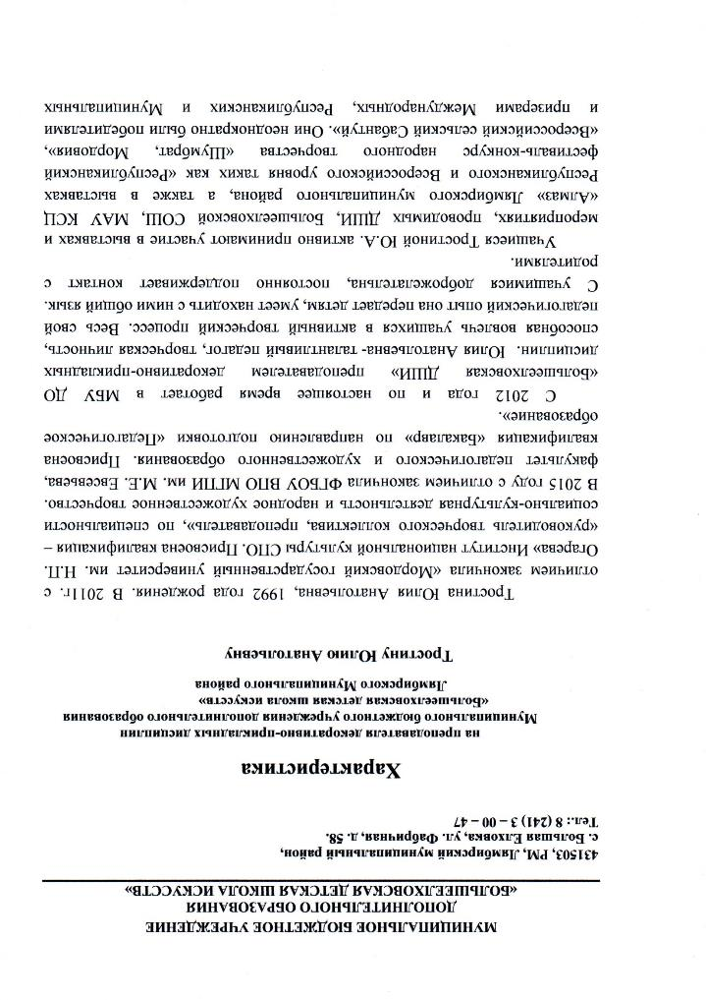 МУНИЦИПАЛЬНОЕ БЮДЖЕТНОЕ УЧРЕЖДЕНИЕ
ДОПОЛНИТЕЛЬНОГО ОБРАЗОВАНИЯ
«БОЛЬШЕЕЛХОВСКАЯ ДЕТСКАЯ ШКОЛА ИСКУССТВ»
431503, РМ, Лямбирский муниципальный район,
с. Большая Елховка, ул. Фабричная, д. 58.
Тел.: 8 (241) 3 – 00 – 47
Характеристика
на преподавателя декоративно-прикладных дисциплин
Муниципального бюджетного учреждения дополнительного образования
«Большеелховская детская школа искусств»
Лямбирского Муниципального района
Тростину Юлию Анатольевну
Тростина Юлия Анатольевна, 1992 года рождения. В 2011г. с
отличием закончила «Мордовский государственный университет им. Н.П.
Огарева» Институт национальной культуры СПО. Присвоена квалификация –
«руководитель творческого коллектива, преподаватель», по специальности
социально-культурная деятельность и народное художественное творчество.
В 2015 году с отличием закончила ФГБОУ ВПО МГПИ им. М.Е. Евсевьева,
факультет педагогического и художественного образования. Присвоена
квалификация «Бакалавр» по направлению подготовки «Педагогическое
образование».
С 2012 года и по настоящее время работает в МБУ ДО
«Большеелховская ДШИ» преподавателем декоративно-прикладных
дисциплин. Юлия Анатольевна- талантливый педагог, творческая личность,
способная вовлечь учащихся в активный творческий процесс. Весь свой
педагогический опыт она передает детям, умеет находить с ними общий язык.
С учащимися доброжелательна, постоянно поддерживает контакт с
родителями.
Учащиеся Тростиной Ю.А. активно принимают участие в выставках и
мероприятиях, проводимых ДШИ, Большеелховской СОШ, МАУ КСЦ
«Алмаз» Лямбирского муниципального района, а также в выставках
Республиканского и Всероссийского уровня таких как «Республиканский
фестиваль-конкурс народного творчества «Шумбрат, Мордовия»,
«Всероссийский сельский Сабантуй». Они неоднократно были победителями
и призерами Международных, Республиканских и Муниципальных